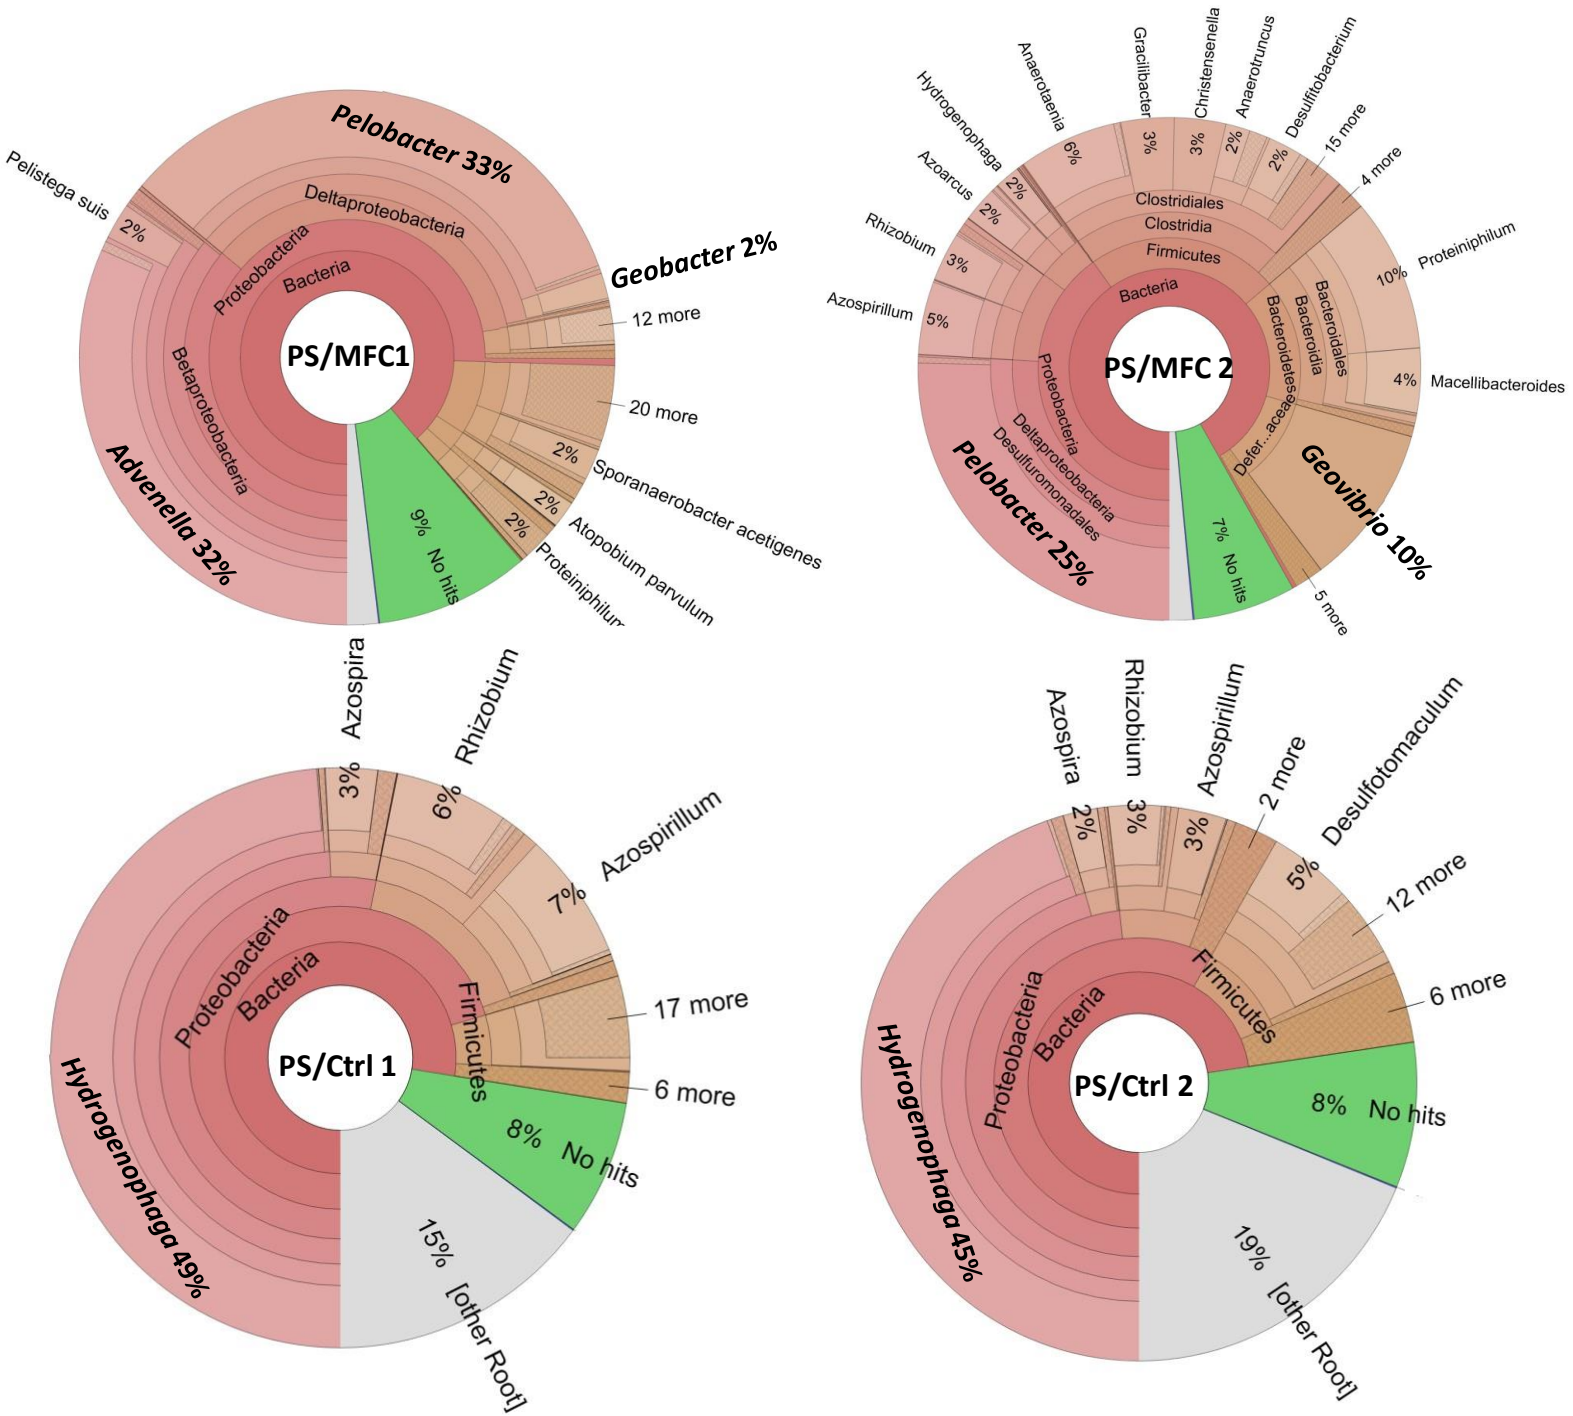 Pelobacter 33%
Deltaproteobacteria
Proteobacteria
Bacteria
PS/MFC1
Pelistega suis
2%
Geobacter 2%
12 more
20 more
2%
Sporanaerobacter acetigenes
2%
Atopobium parvulum
2%
Proteiniphilum
9% No hits
Betaproteobacteria
Advenella 32%
Hydrogenophaga
2%
Anaerotaenia
6%
Gracilibacter
3%
Christensenella
3%
Anaerotruncus
2%
Desulfitobacterium
2%
15 more
4 more
Azoarcus
2%
Rhizobium
3%
Azospirillum
5%
Clostridiales
Clostridia
Firmicutes
Bacteria
PS/MFC 2
Bacteroidetes
Bacteroidia
Bacteroidales
10%
Proteiniphilum
4%
Macellibacteroides
Defer...aceae
Geovibrio 10%
5 more
7% No hits
Proteobacteria
Deltaproteobacteria
Desulfuromonadales
Pelobacter 25%
Azospira
3%
Rhizobium
6%
Azospirillum
7%
Proteobacteria
Bacteria
PS/Ctrl 1
Firmicutes
17 more
6 more
8% No hits
15% [other Root]
Hydrogenophaga 49%
Azospira
2%
Rhizobium
3%
Azospirillum
3%
2 more
Desulfotomaculum
5%
12 more
6 more
Firmicutes
Proteobacteria
Bacteria
PS/Ctrl 2
8% No hits
19% [other Root]
Hydrogenophaga 45%